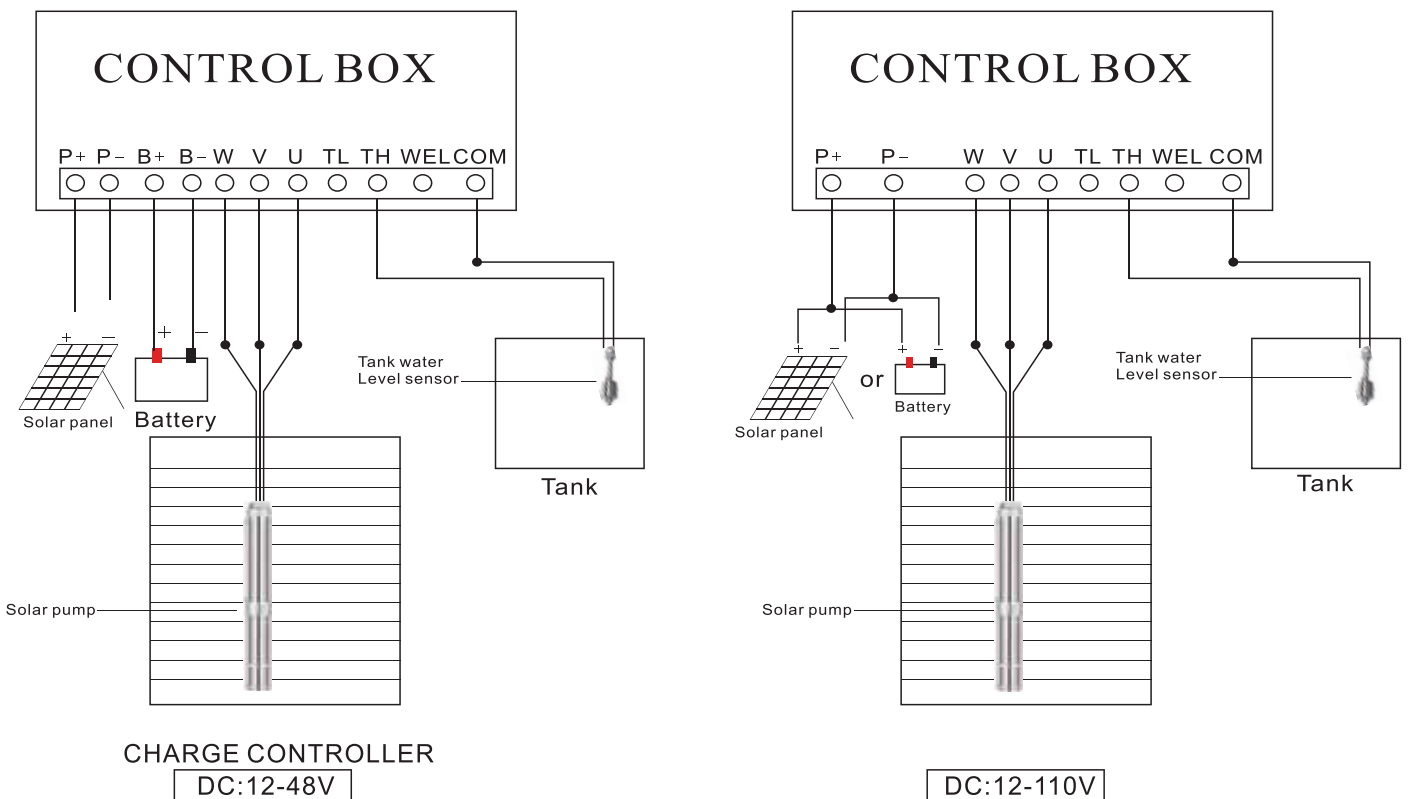 CONTROL BOX
P+ P- B+ B- W V U TL TH WEL COM
+ -
+ -
Solar panel
Battery
Tank water
Level sensor
Tank
Solar pump
CHARGE CONTROLLER
DC:12-48V
CONTROL BOX
P+ P- W V U TL TH WEL COM
+ - + -
or
Solar panel
Battery
Tank water
Level sensor
Tank
Solar pump
DC:12-110V